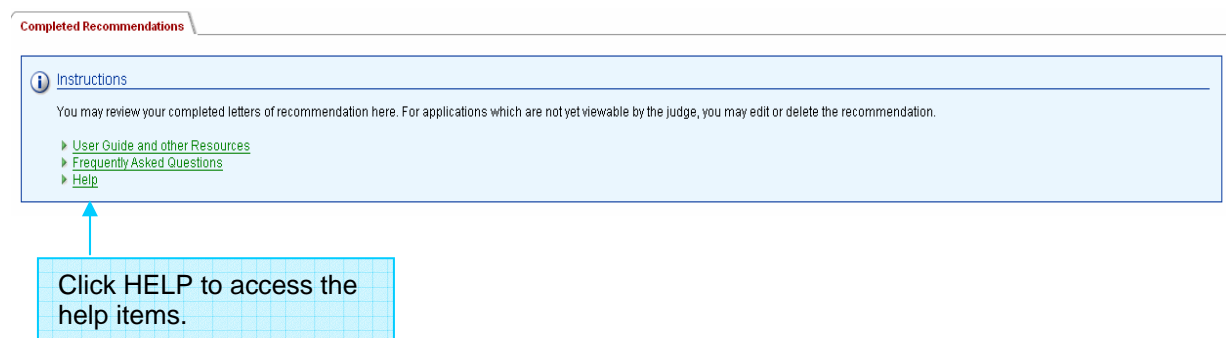 Completed Recommendations
Instructions
You may review your completed letters of recommendation here. For applications which are not yet viewable by the judge, you may edit or delete the recommendation.
User Guide and other Resources
Frequently Asked Questions
Help
Click HELP to access the
help items.